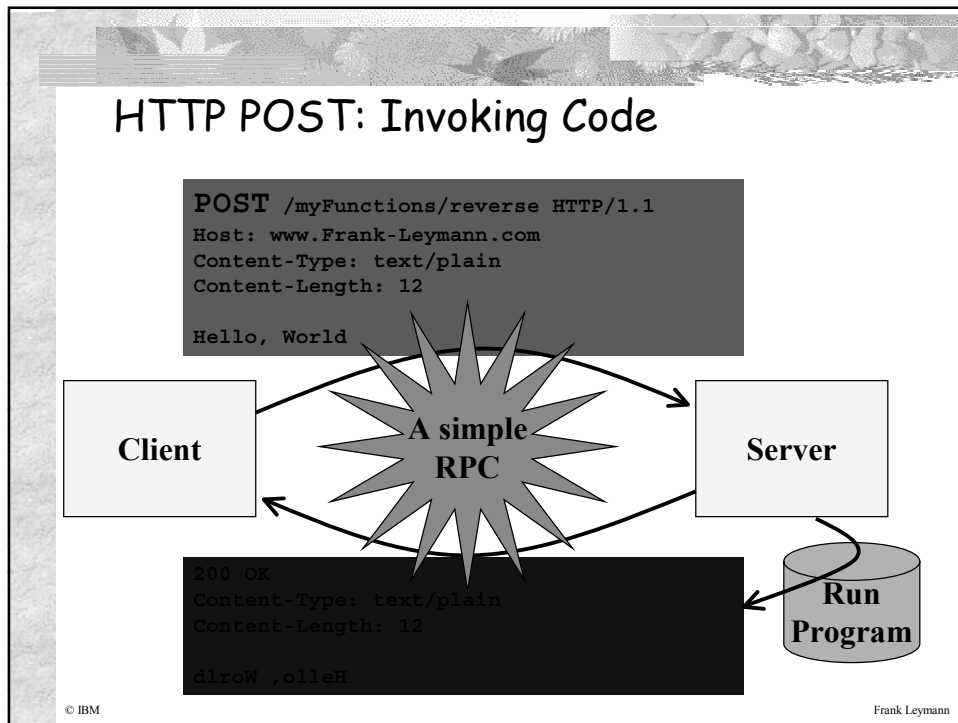 HTTP POST: Invoking Code
POST /myFunctions/reverse HTTP/1.1
Host: www.Frank-Leymann.com
Content-Type: text/plain
Content-Length: 12
Hello, World
Client
A simple
RPC
Server
200 OK
Content-Type: text/plain
Content-Length: 12
dlroW ,olleH
Run
Program
© IBM
Frank Leymann